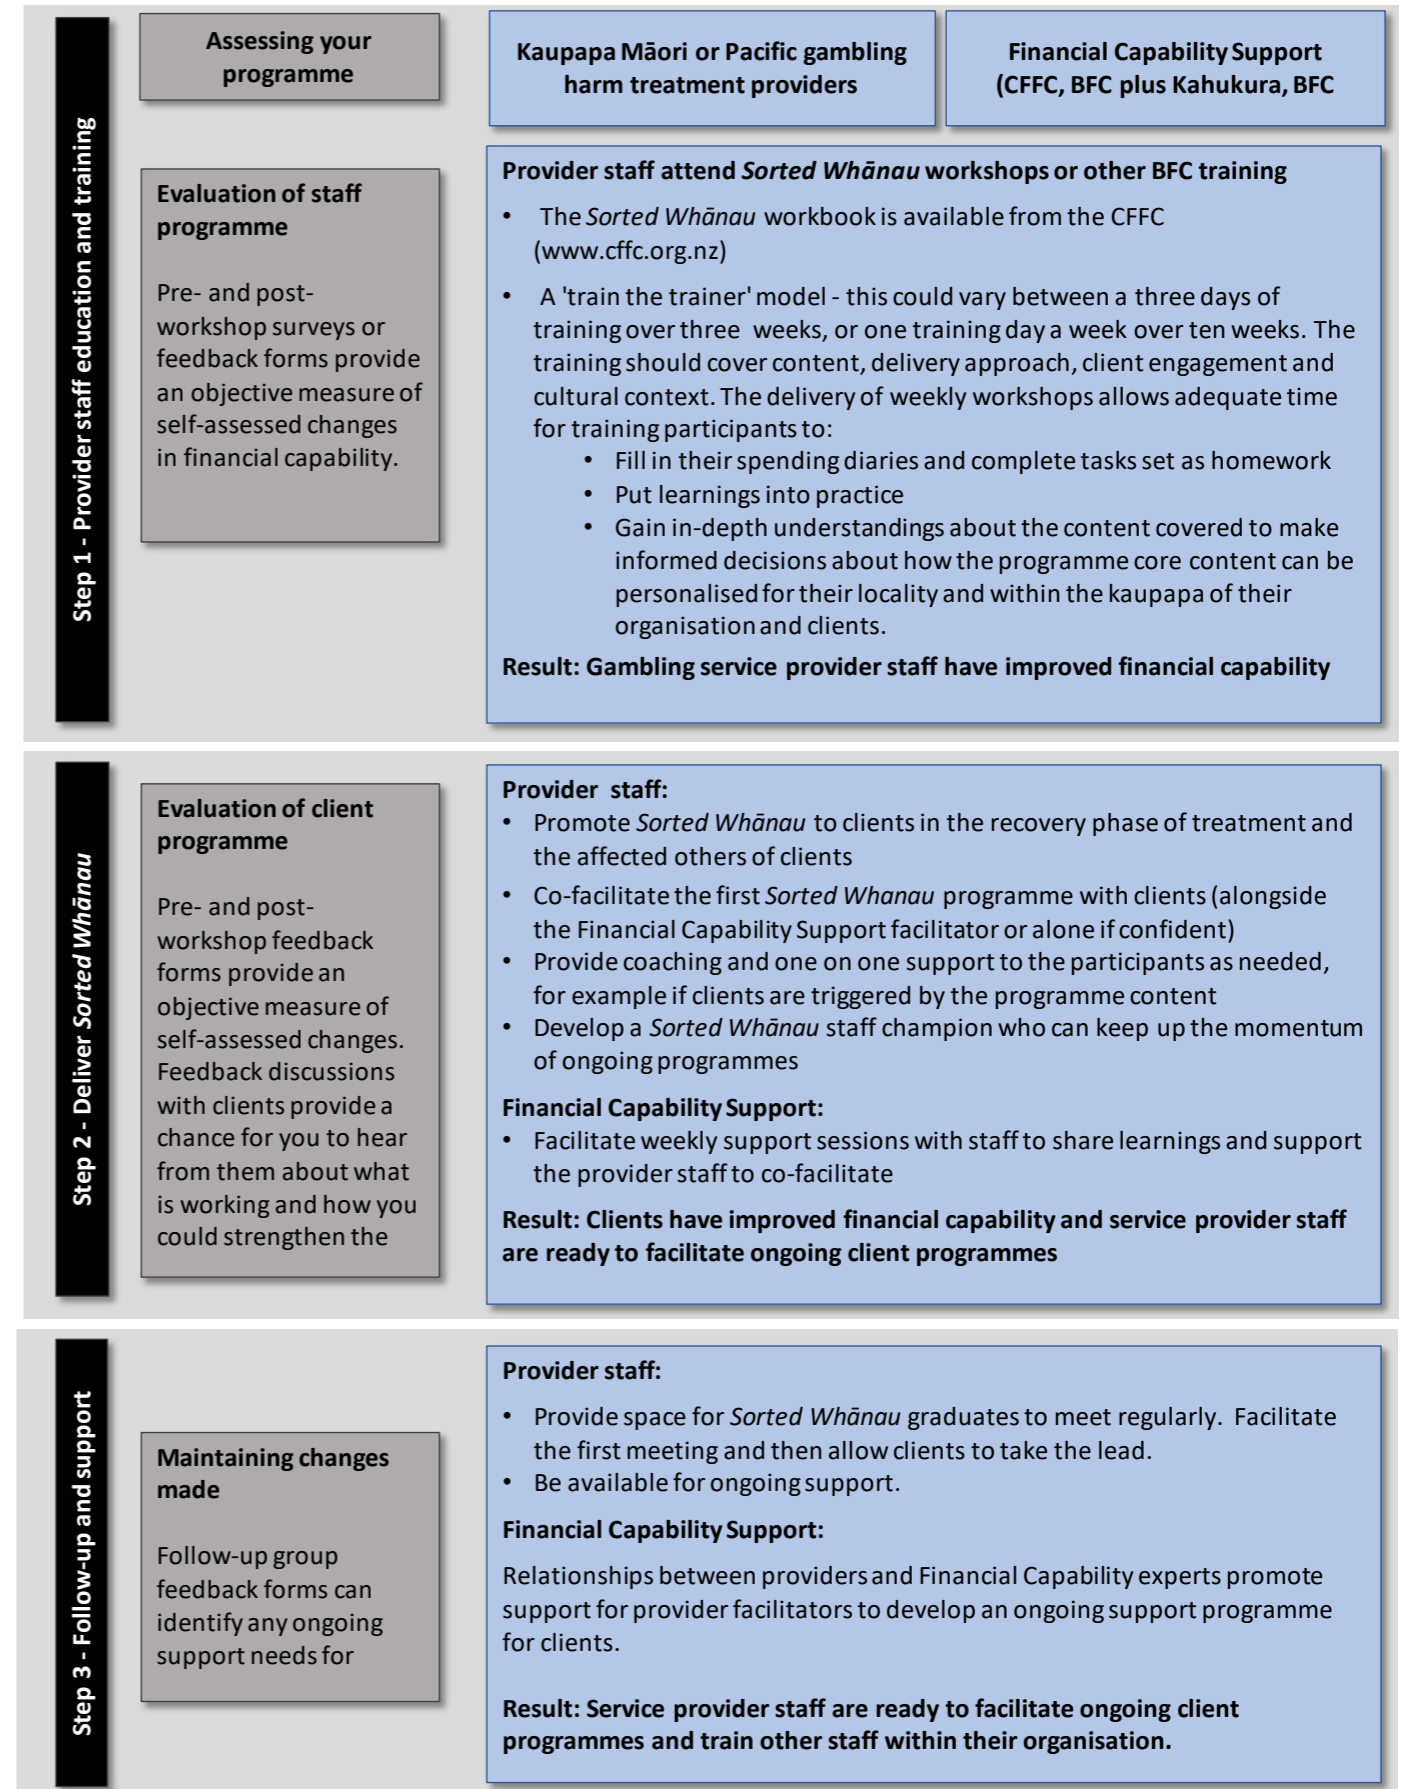 Assessing your
programme
Kaupapa Māori or Pacific gambling
harm treatment providers
Financial Capability Support
(CFFC, BFC plus Kahukura, BFC
Step 1 - Provider staff education and training
Evaluation of staff
programme
Pre- and post-
workshop surveys or
feedback forms provide
an objective measure of
self-assessed changes
in financial capability.
Provider staff attend Sorted Whānau workshops or other BFC training
• The Sorted Whānau workbook is available from the CFFC
(www.cffc.org.nz)
• A 'train the trainer' model - this could vary between a three days of
training over three weeks, or one training day a week over ten weeks. The
training should cover content, delivery approach, client engagement and
cultural context. The delivery of weekly workshops allows adequate time
for training participants to:
• Fill in their spending diaries and complete tasks set as homework
• Put learnings into practice
• Gain in-depth understandings about the content covered to make
informed decisions about how the programme core content can be
personalised for their locality and within the kaupapa of their
organisation and clients.
Result: Gambling service provider staff have improved financial capability
Step 2 - Deliver Sorted Whānau
Evaluation of client
programme
Pre- and post-
workshop feedback
forms provide an
objective measure of
self-assessed changes.
Feedback discussions
with clients provide a
chance for you to hear
from them about what
is working and how you
could strengthen the
Provider staff:
• Promote Sorted Whānau to clients in the recovery phase of treatment and
the affected others of clients
• Co-facilitate the first Sorted Whanau programme with clients (alongside
the Financial Capability Support facilitator or alone if confident)
• Provide coaching and one on one support to the participants as needed,
for example if clients are triggered by the programme content
• Develop a Sorted Whānau staff champion who can keep up the momentum
of ongoing programmes
Financial Capability Support:
• Facilitate weekly support sessions with staff to share learnings and support
the provider staff to co-facilitate
Result: Clients have improved financial capability and service provider staff
are ready to facilitate ongoing client programmes
Step 3 - Follow-up and support
Maintaining changes
made
Follow-up group
feedback forms can
identify any ongoing
support needs for
Provider staff:
• Provide space for Sorted Whānau graduates to meet regularly. Facilitate
the first meeting and then allow clients to take the lead.
• Be available for ongoing support.
Financial Capability Support:
Relationships between providers and Financial Capability experts promote
support for provider facilitators to develop an ongoing support programme
for clients.
Result: Service provider staff are ready to facilitate ongoing client
programmes and train other staff within their organisation.